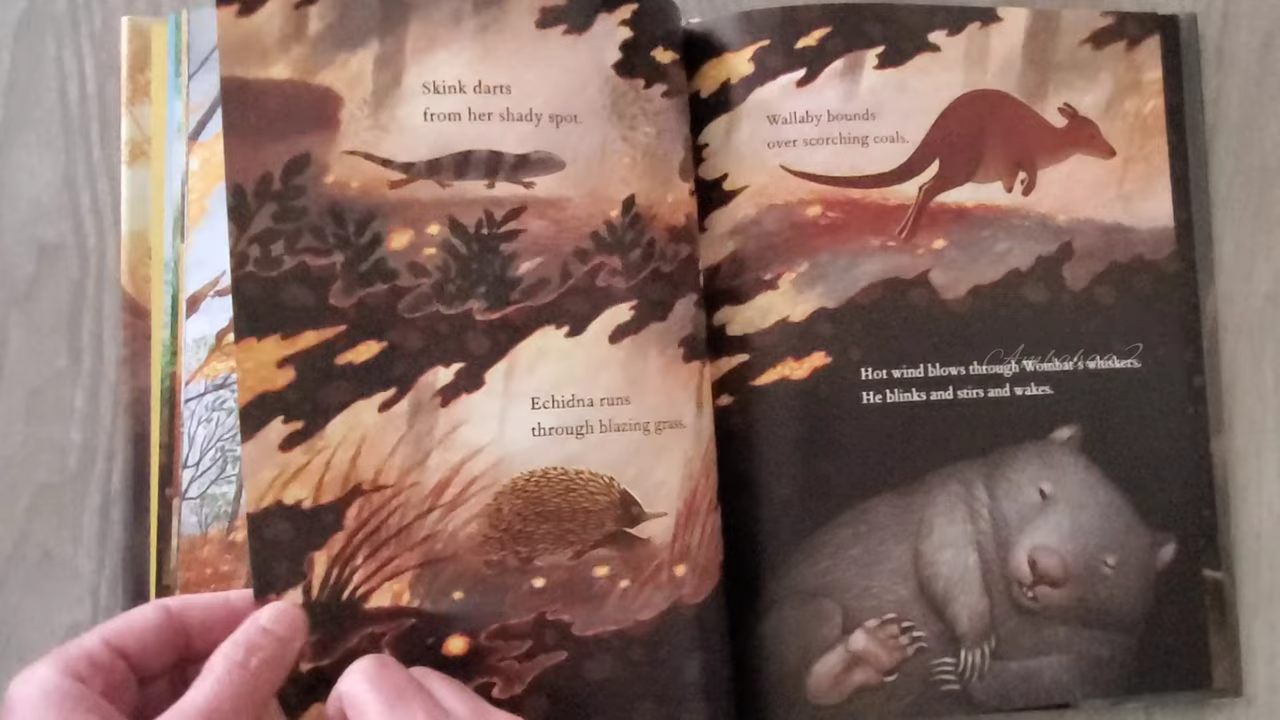 Skink darts
from her shady spot.
Echidna runs
through blazing grass.
Wallaby bounds
over scorching coals.
Hot wind blows through Wombat's whiskers.
He blinks and stirs and wakes.